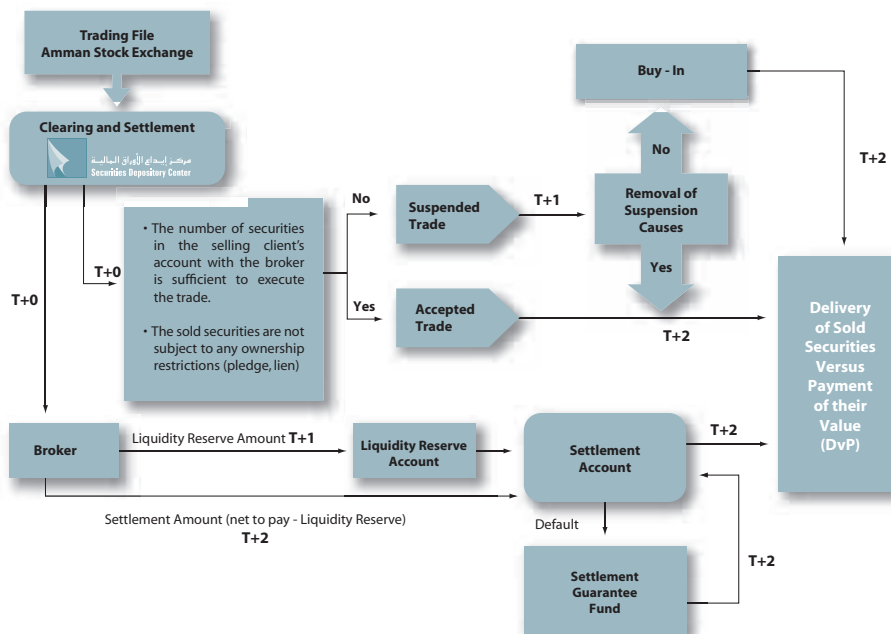 Trading File
Amman Stock Exchange
Clearing and Settlement
مركز إيداع الأوراق المالية
Securities Depository Center
T+0
T+0
• The number of securities
in the selling client's
account with the broker
is sufficient to execute
the trade.
• The sold securities are not
subject to any ownership
restrictions (pledge, lien)
No
Yes
Suspended
Trade
Accepted
Trade
T+1
Buy - In
No
Removal of
Suspension
Causes
Yes
T+2
T+2
Delivery
of Sold
Securities
Versus
Payment
of their
Value
(DvP)
Broker
Liquidity Reserve Amount T+1
Liquidity Reserve
Account
Settlement
Account
T+2
Settlement Amount (net to pay - Liquidity Reserve)
T+2
Default
Settlement
Guarantee
Fund
T+2